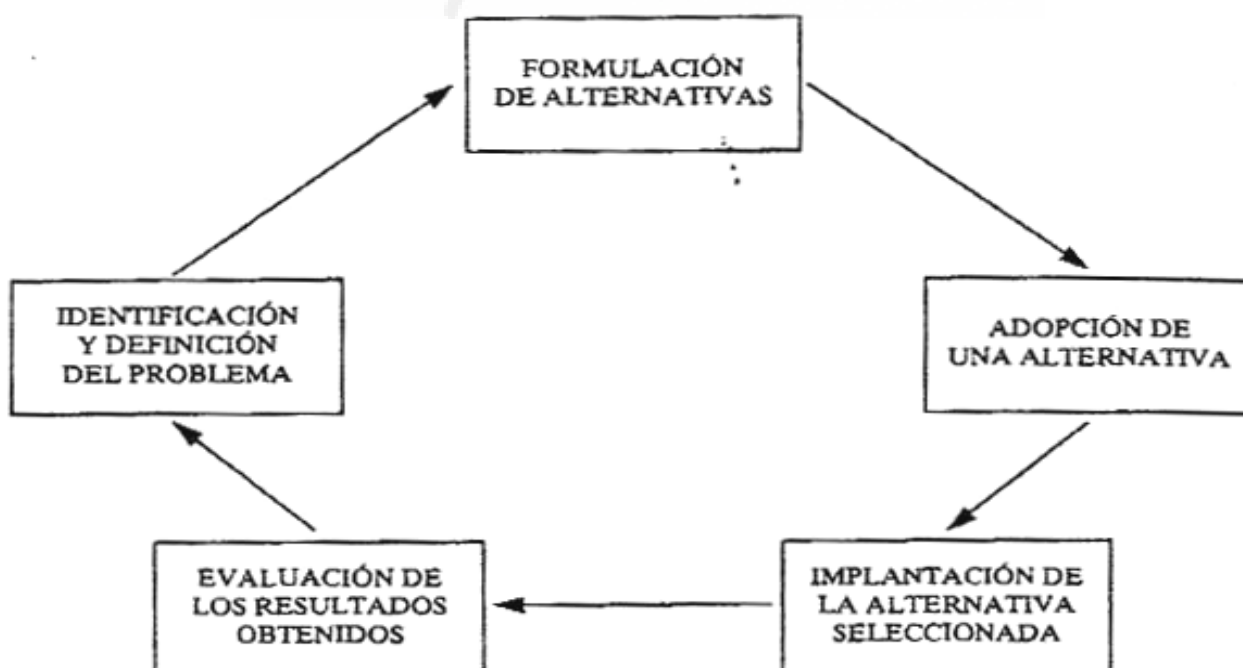 FORMULACIÓN
DE ALTERNATIVAS
IDENTIFICACIÓN
Y DEFINICIÓN
DEL PROBLEMA
ADOPCIÓN DE
UNA ALTERNATIVA
EVALUACIÓN DE
LOS RESULTADOS
OBTENIDOS
IMPLANTACIÓN DE
LA ALTERNATIVA
SELECCIONADA